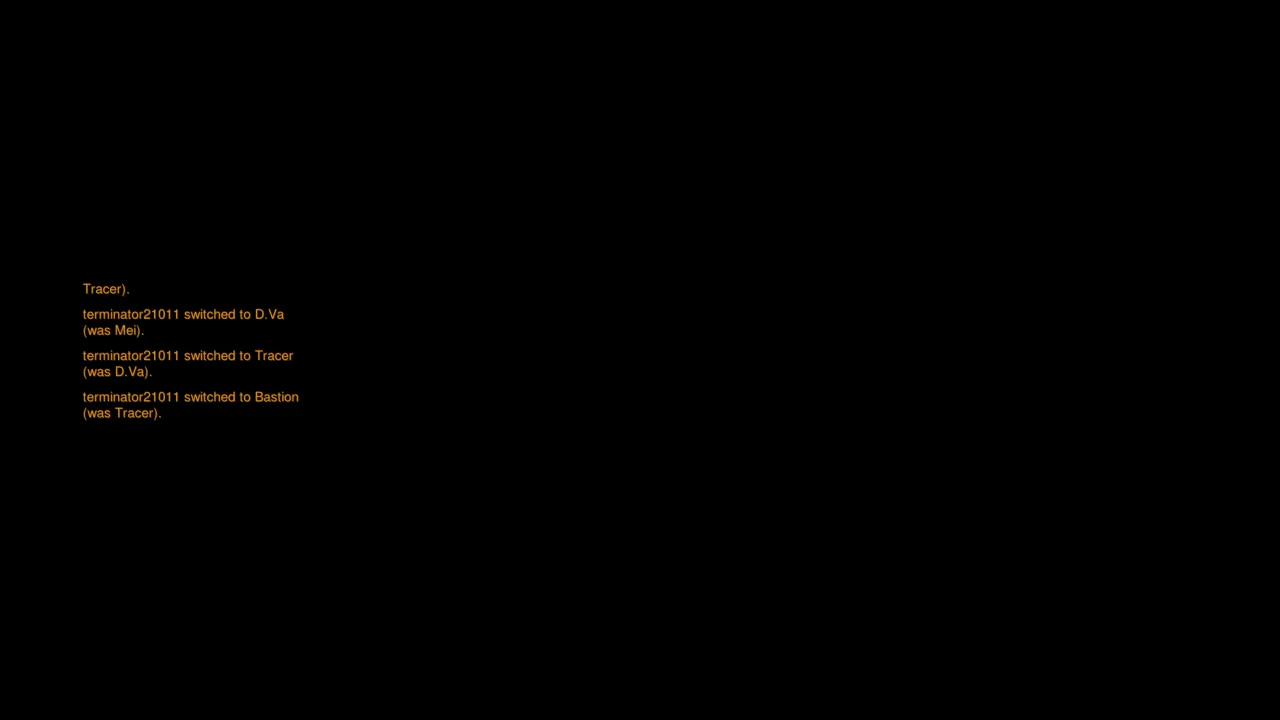 Tracer).
terminator21011 switched to D.Va
(was Mei).
terminator21011 switched to Tracer
(was D.Va).
terminator21011 switched to Bastion
(was Tracer).